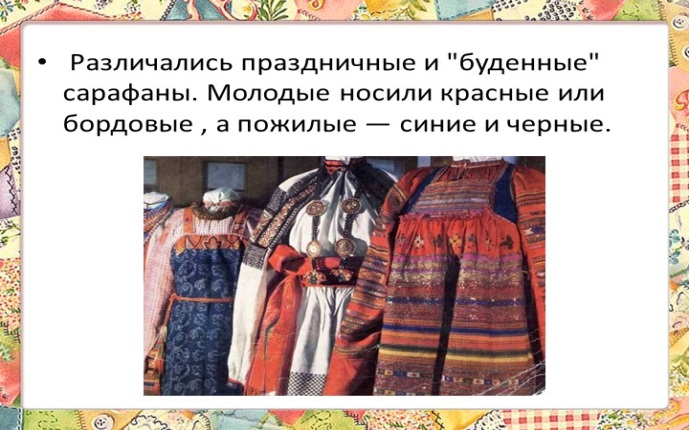 • Различались праздничные и "буденные"
сарафаны. Молодые носили красные или
бордовые , а пожилые — синие и черные.